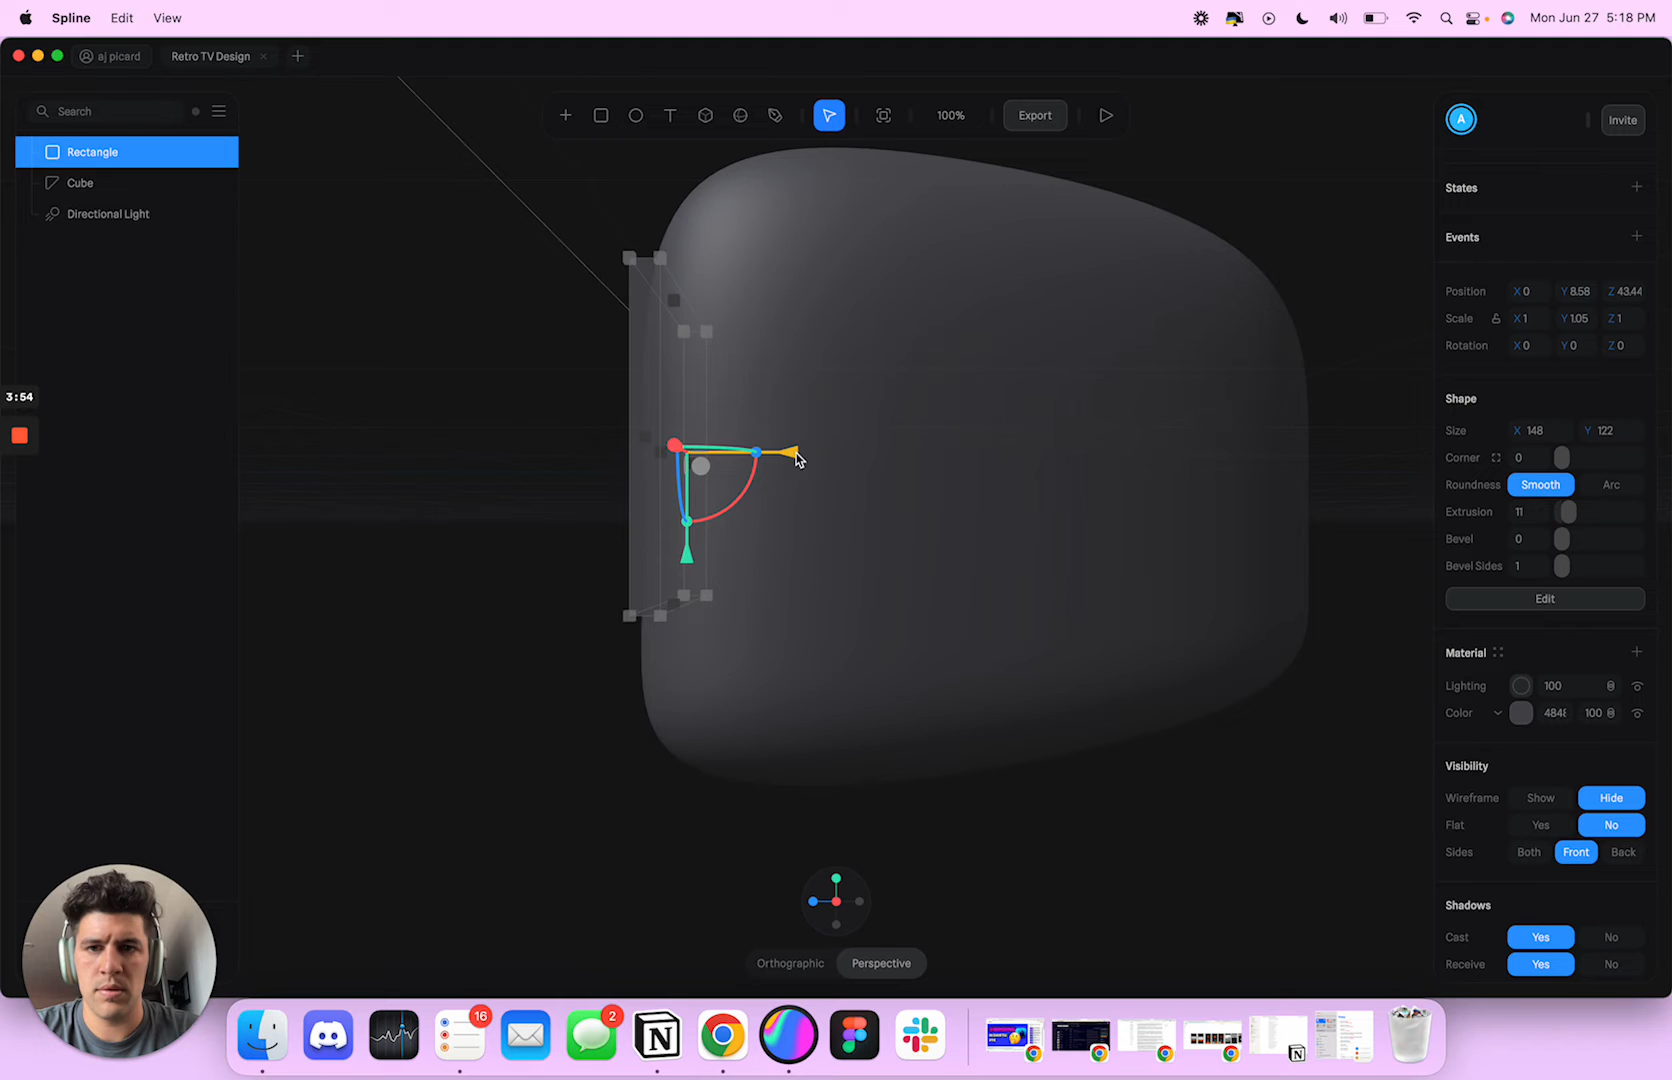 Spline Edit View Mon Jun 27 5:18 PM
aj picard Retro TV Design
Search
Rectangle
Cube
Directional Light
3:54
100% Export
A Invite
States
Events
Position X 0 Y 8.58 Z 43.44
Scale X 1 Y 1.05 Z 1
Rotation X 0 Y 0 Z 0
Shape
Size X 148 Y 122
Corner 0
Roundness Smooth Arc
Extrusion 11
Bevel 0
Bevel Sides 1
Edit
Material
Lighting 100
Color 484 100
Visibility
Wireframe Show Hide
Flat Yes No
Sides Both Front Back
Shadows
Cast Yes No
Receive Yes No
Orthographic Perspective
16 2